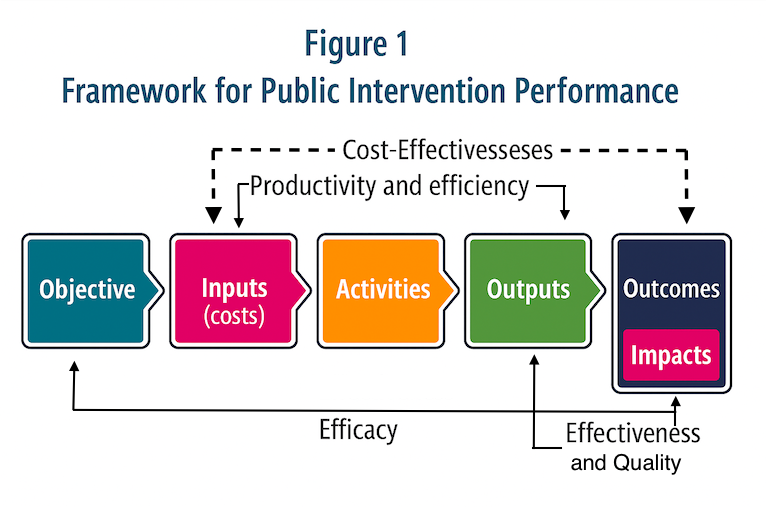 Figure 1
Framework for Public Intervention Performance
Cost-Effectivesseses
Productivity and efficiency
Objective
Inputs
(costs)
Activities
Outputs
Outcomes
Impacts
Efficacy
Effectiveness
and Quality